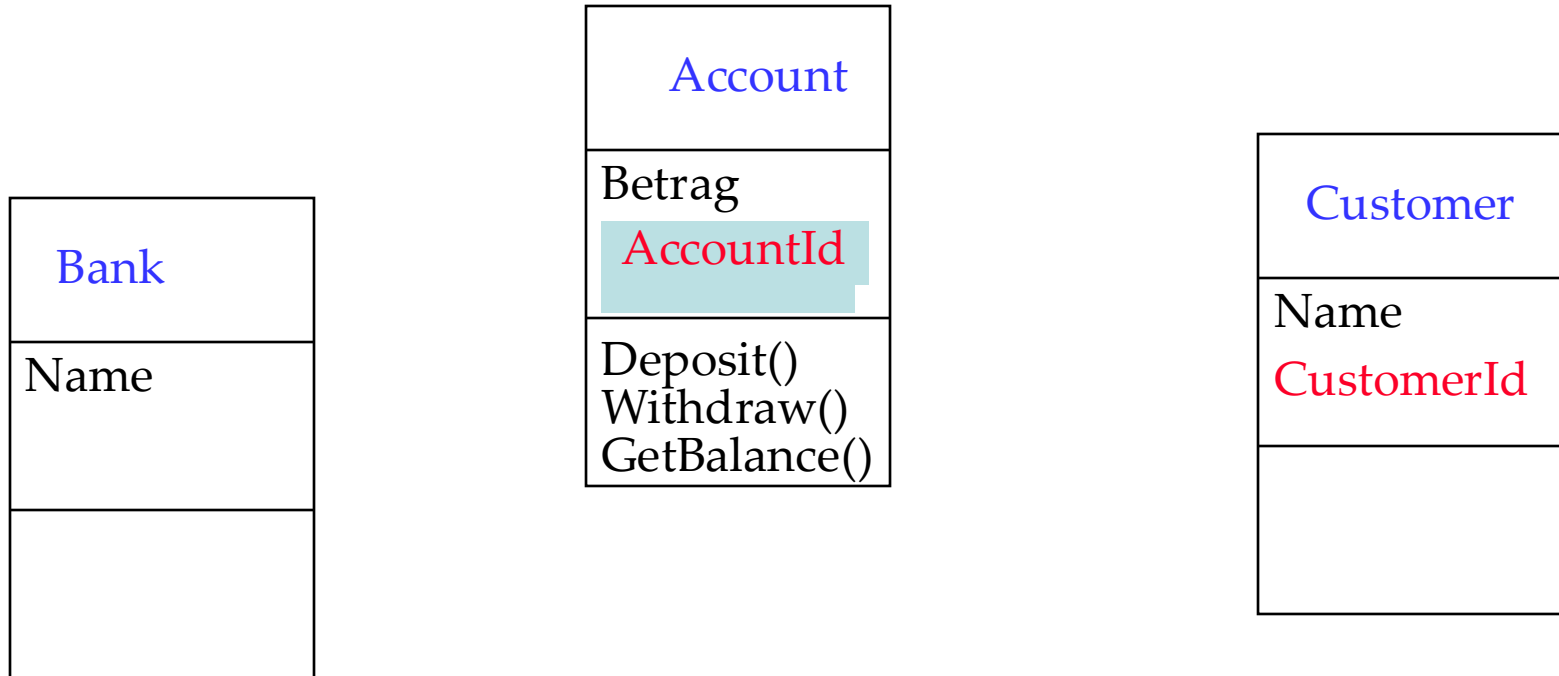 Bank
Name
Account
Betrag
AccountId
Deposit()
Withdraw()
GetBalance()
Customer
Name
CustomerId